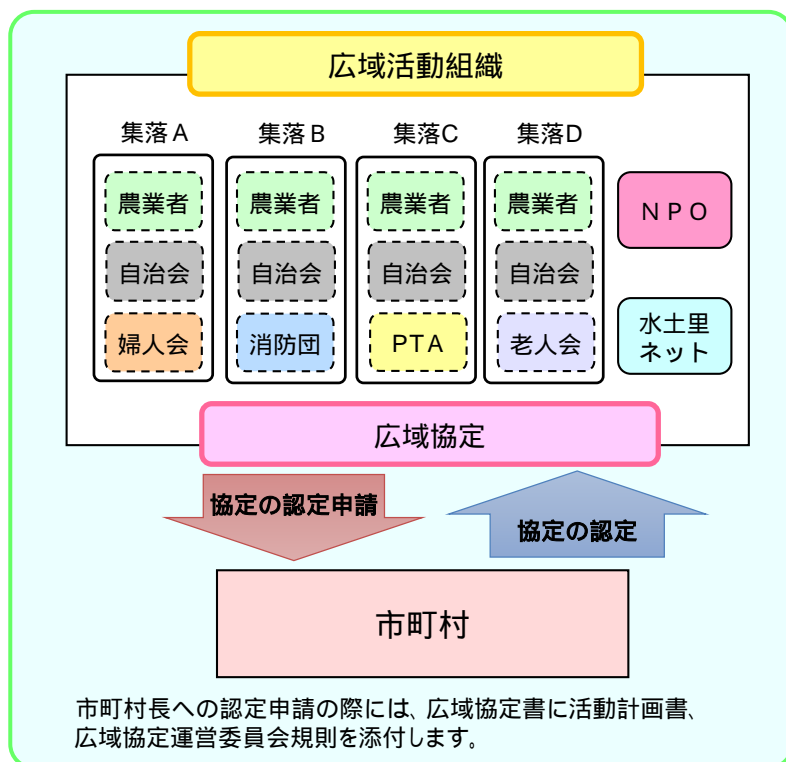 広域活動組織
集落A
集落B
集落C
集落D
農業者
農業者
農業者
農業者
NPO
自治会
自治会
自治会
自治会
婦人会
消防団
PTA
老人会
水土里
ネット
広域協定
協定の認定申請
協定の認定
市町村
市町村長への認定申請の際には、広域協定書に活動計画書、
広域協定運営委員会規則を添付します。